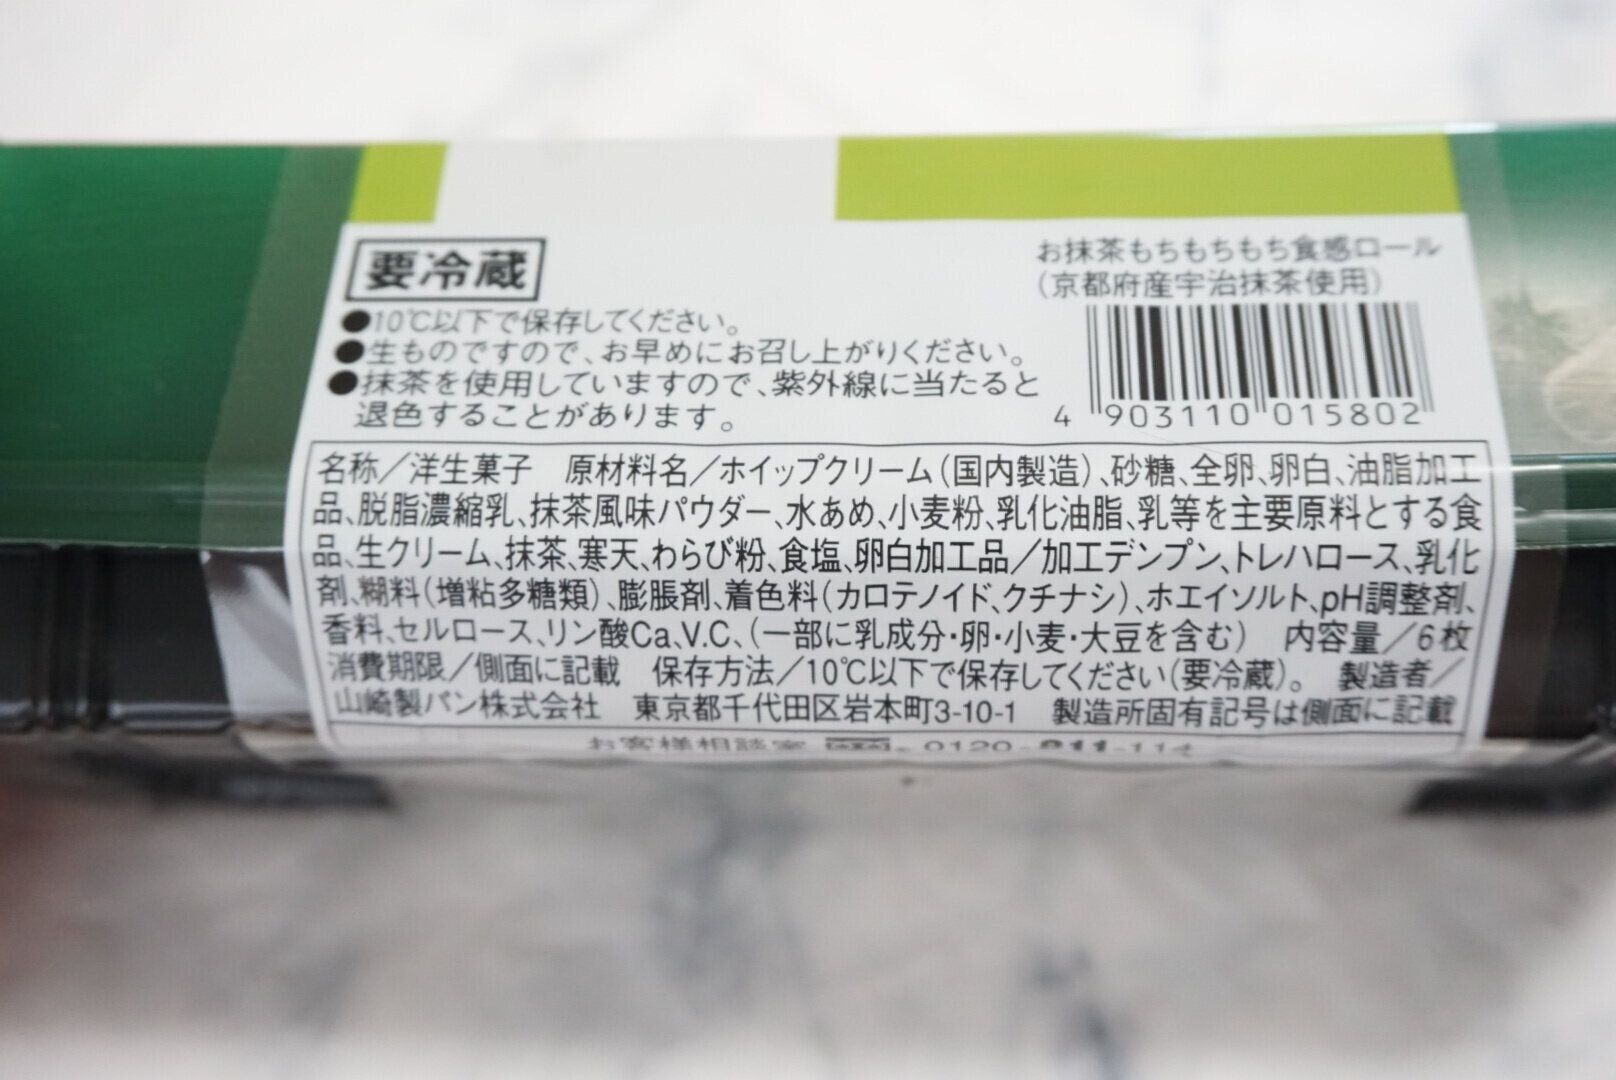 要冷蔵
●10℃以下で保存してください。
●生ものですので、お早めにお召し上がりください。
●抹茶を使用していますので、紫外線に当たると
退色することがあります。
お抹茶もちもちもち食感ロール
(京都府産宇治抹茶使用)
4 903110 015802
名称/洋生菓子 原材料名/ホイップクリーム(国内製造)、砂糖、全卵、卵白、油脂加工
品、脱脂濃縮乳、抹茶風味パウダー、水あめ、小麦粉、乳化油脂、乳等を主要原料とする食
品、生クリーム、抹茶、寒天、わらび粉、食塩、卵白加工品/加工デンプン、トレハロース、乳化
剤、糊料(増粘多糖類)、膨脹剤、着色料(カロテノイド、クチナシ)、ホエイソルト、pH調整剤、
香料、セルロース、リン酸Ca、V.C、(一部に乳成分・卵・小麦・大豆を含む) 内容量/6枚
消費期限/側面に記載 保存方法/10℃以下で保存してください(要冷蔵)。 製造者/
山崎製パン株式会社 東京都千代田区岩本町3-10-1 製造所固有記号は側面に記載
お客様相談室 0120-811-114